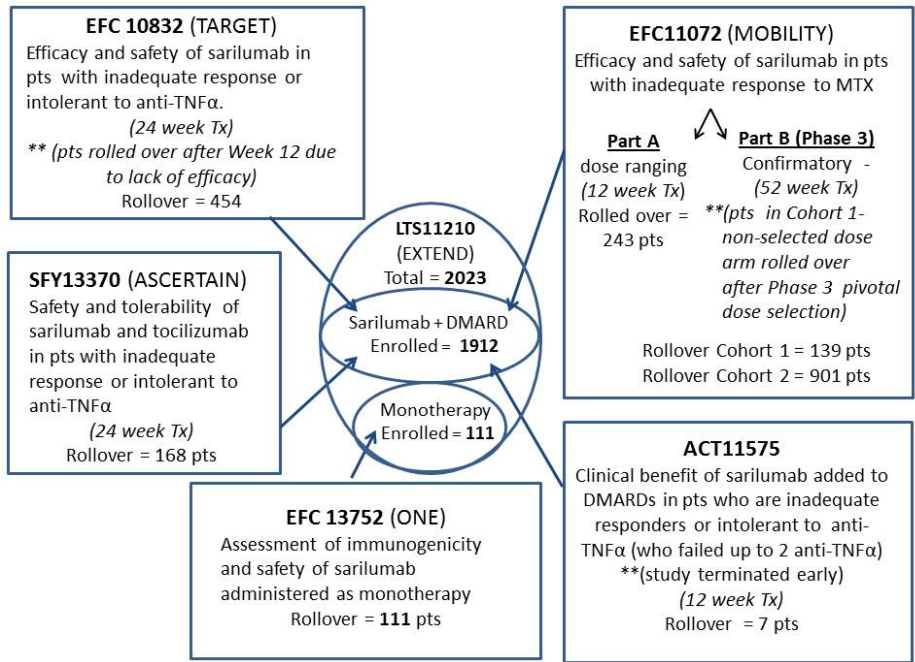 EFC 10832 (TARGET)
Efficacy and safety of sarilumab in
pts with inadequate response or
intolerant to anti-TNFα.
(24 week Tx)
** (pts rolled over after Week 12 due
to lack of efficacy)
Rollover = 454
EFC11072 (MOBILITY)
Efficacy and safety of sarilumab in pts
with inadequate response to MTX
Part A
dose ranging
(12 week Tx)
Rolled over =
243 pts
Part B (Phase 3)
Confirmatory -
(52 week Tx)
**(pts in Cohort 1-
non-selected dose
arm rolled over
after Phase 3 pivotal
dose selection)
Rollover Cohort 1 = 139 pts
Rollover Cohort 2 = 901 pts
LTS11210
(EXTEND)
Total = 2023
Sarilumab + DMARD
Enrolled = 1912
Monotherapy
Enrolled = 111
SFY13370 (ASCERTAIN)
Safety and tolerability of
sarilumab and tocilizumab
in pts with inadequate
response or intolerant to
anti-TNFα
(24 week Tx)
Rollover = 168 pts
EFC 13752 (ONE)
Assessment of immunogenicity
and safety of sarilumab
administered as monotherapy
Rollover = 111 pts
ACT11575
Clinical benefit of sarilumab added to
DMARDs in pts who are inadequate
responders or intolerant to anti-
TNFα (who failed up to 2 anti-TNFα)
**(study terminated early)
(12 week Tx)
Rollover = 7 pts